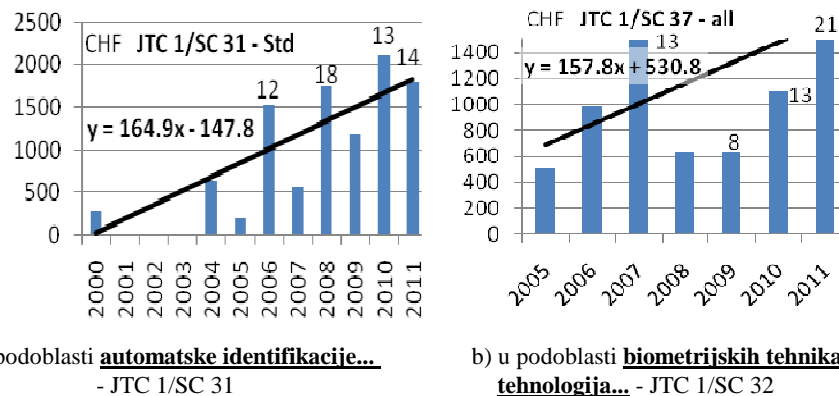 CHF JTC 1/SC 31 - Std
2500
2000
1500
1000
500
0
12
18
13
14
y = 164.9x - 147.8
2000 2001 2002 2003 2004 2005 2006 2007 2008 2009 2010 2011
CHF JTC 1/SC 37 - all
1400
1200
1000
800
600
400
200
0
13
8
13
21
y = 157.8x + 530.8
2005 2006 2007 2008 2009 2010 2011
podoblasti automatske identifikacije...
- JTC 1/SC 31
b) u podoblasti biometrijskih tehnika
tehnologija... - JTC 1/SC 32